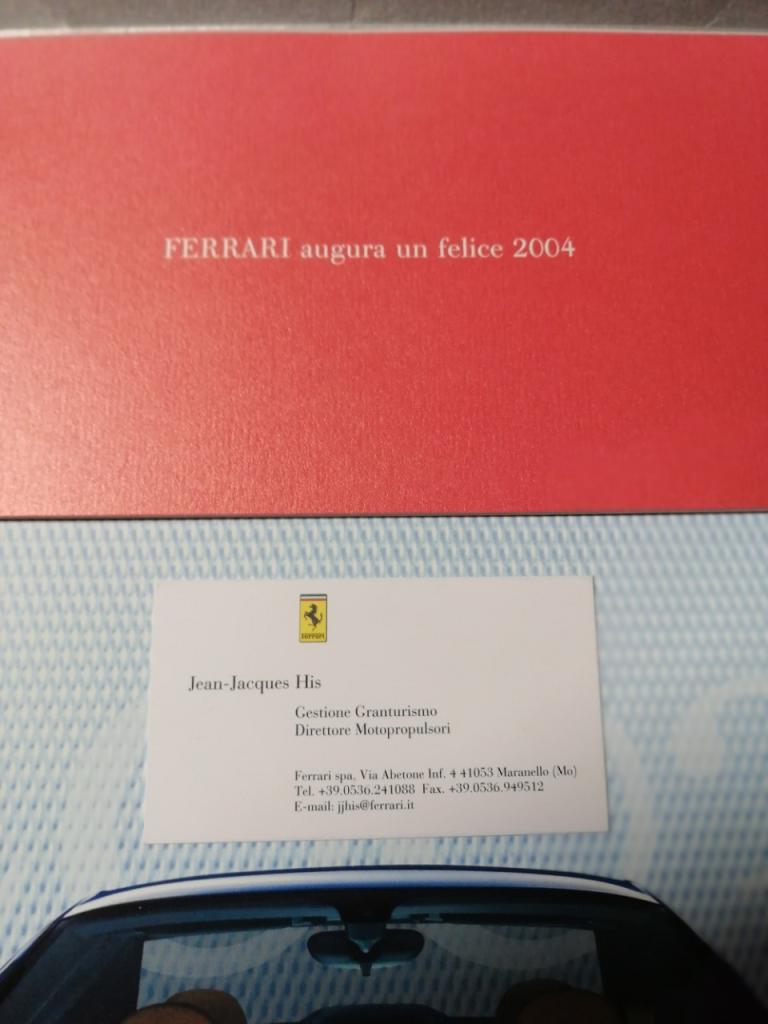 FERRARI augura un felice 2004
Ferrari
Jean-Jacques His
Gestione Granturismo
Direttore Motopropulsori
Ferrari spa, Via Abetone Inf. 4 41053 Maranello (Mo)
Tel. +39.0536.241088 Fax. +39.0536.949512
E-mail: jjhis@ferrari.it